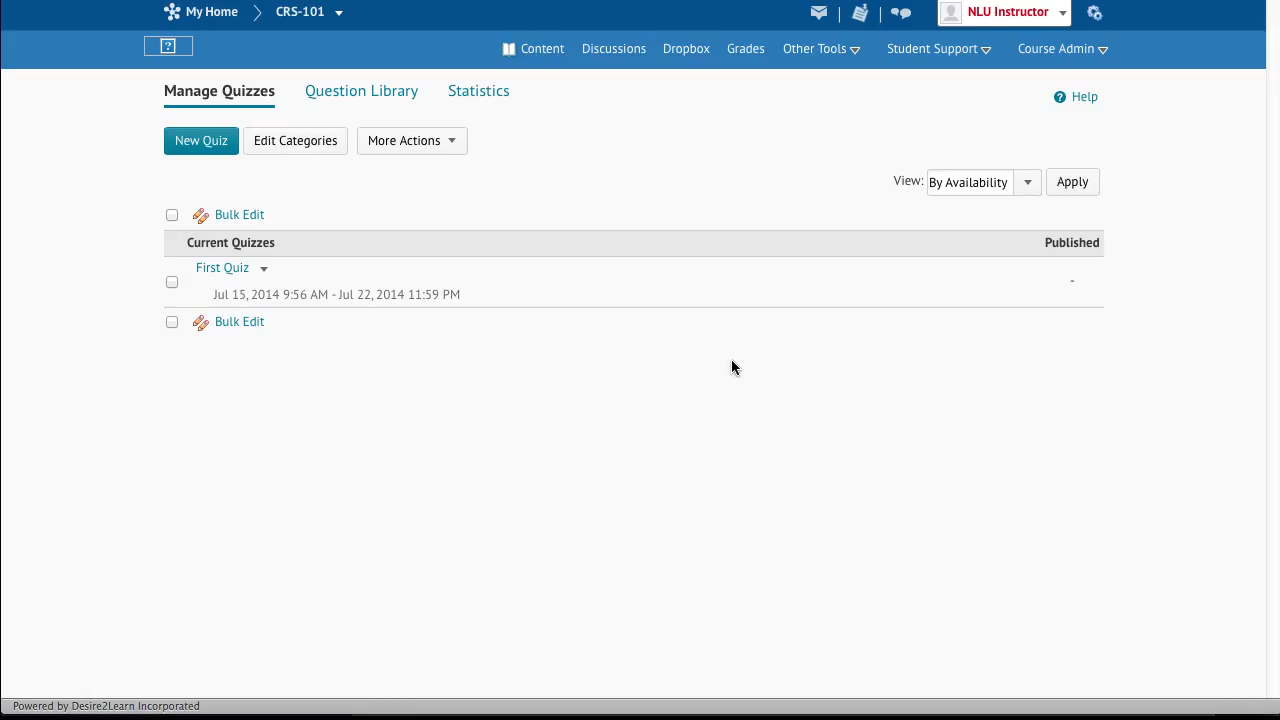 My Home CRS-101 NLU Instructor
Content Discussions Dropbox Grades Other Tools Student Support Course Admin
Manage Quizzes Question Library Statistics
Help
New Quiz Edit Categories More Actions
View: By Availability Apply
Bulk Edit
Current Quizzes Published
First Quiz
-
Jul 15, 2014 9:56 AM - Jul 22, 2014 11:59 PM
Bulk Edit
Powered by Desire2Learn Incorporated